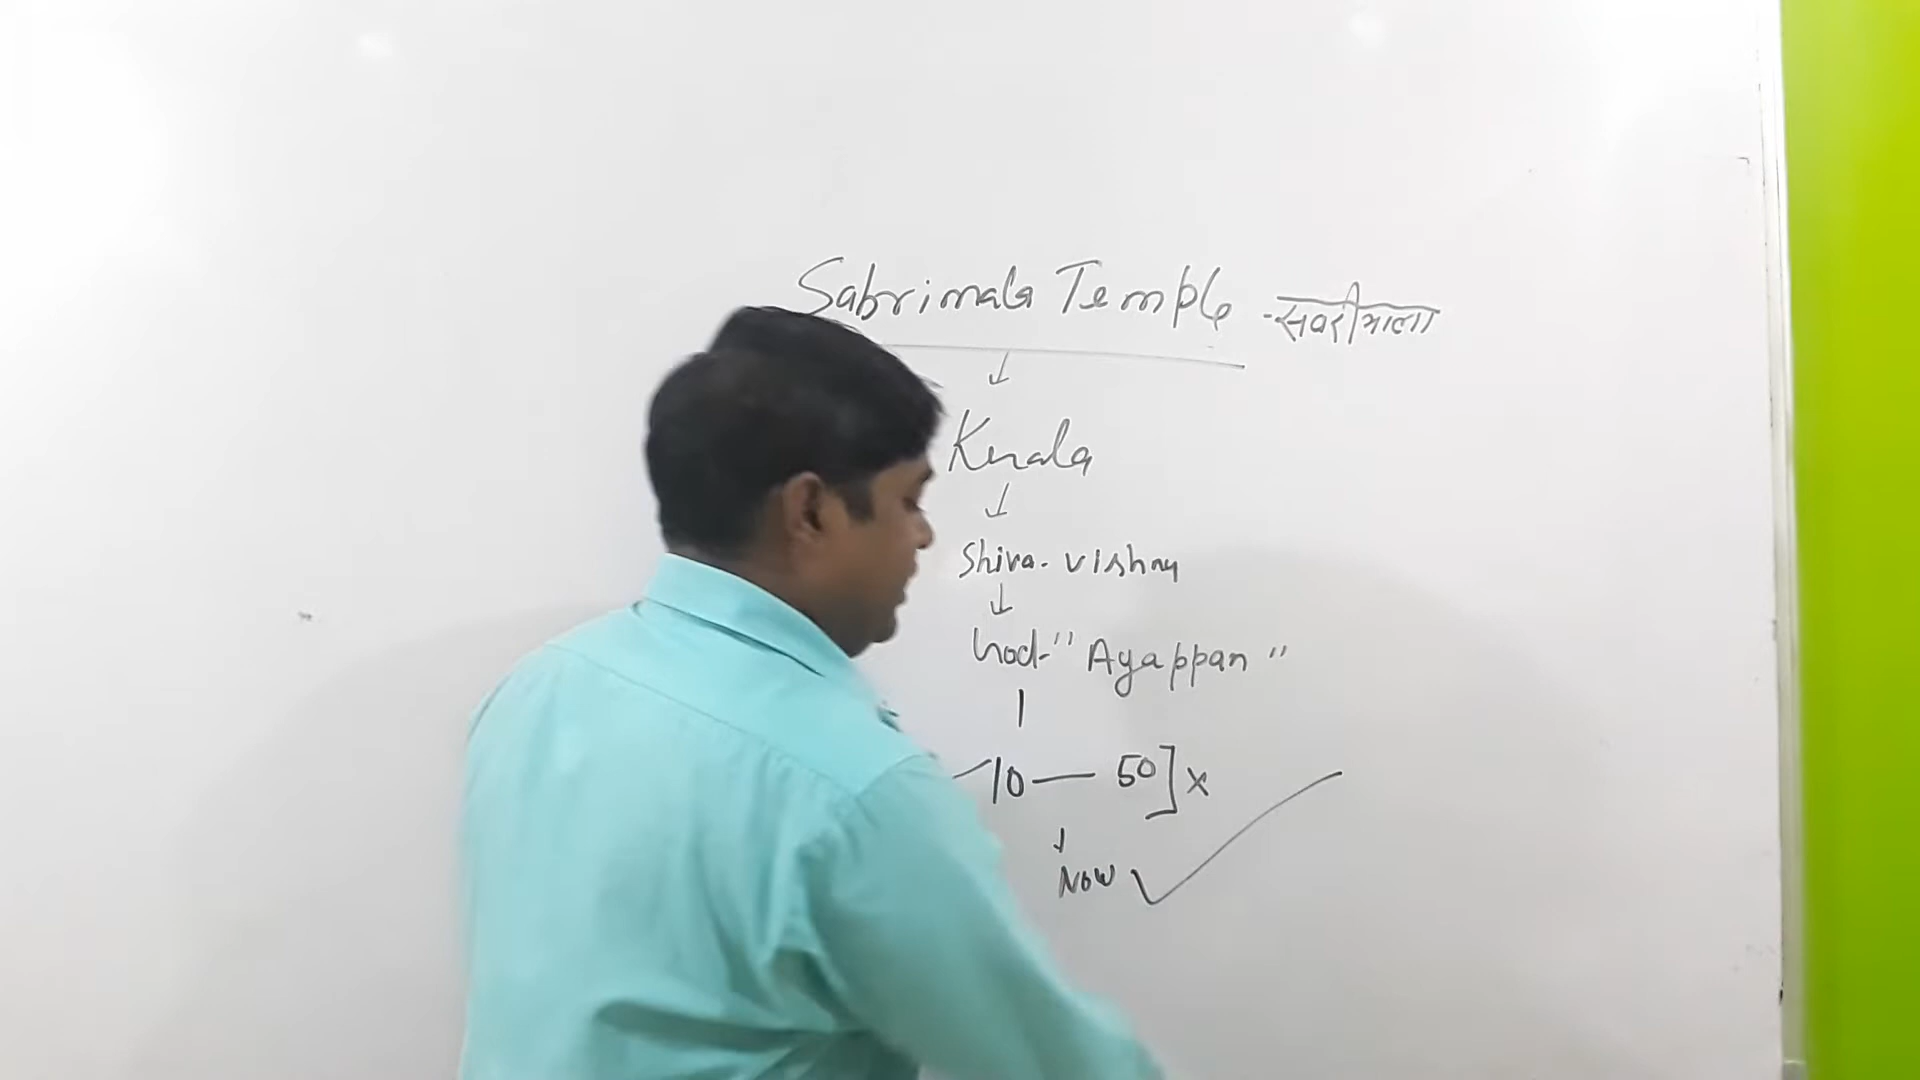 Sabrimala Temple - सबरीमाला
Kerala
Shiva - Vishnu
God - "Ayappan"
10 — 50] x
Now ✓